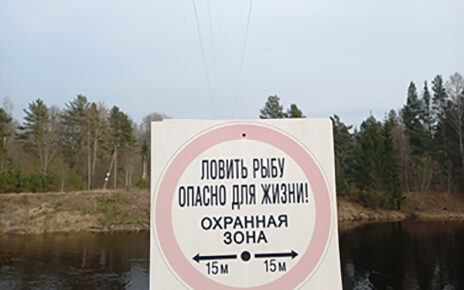 ЛОВИТЬ РЫБУ
ОПАСНО ДЛЯ ЖИЗНИ!
ОХРАННАЯ
ЗОНА
15м 15м